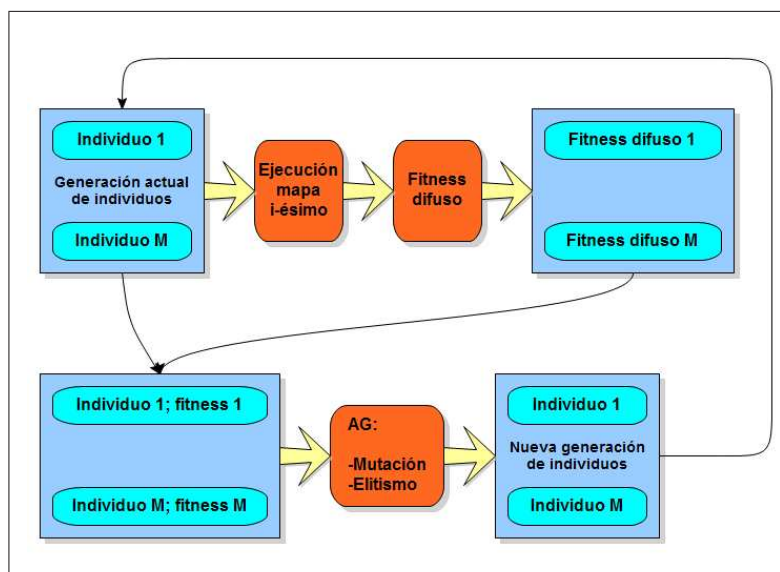 Individuo 1
Generación actual
de individuos
Individuo M
Ejecución
mapa
i-ésimo
Fitness
difuso
Fitness difuso 1
Fitness difuso M
Individuo 1; fitness 1
Individuo M; fitness M
AG:
-Mutación
-Elitismo
Individuo 1
Nueva generación
de individuos
Individuo M